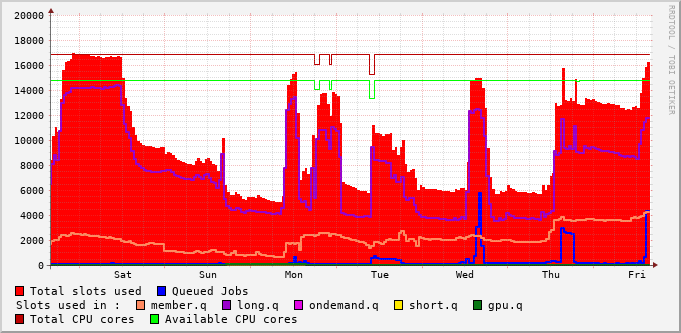 20000
18000
16000
14000
12000
10000
8000
6000
4000
2000
0
Sat Sun Mon Tue Wed Thu Fri
RRDTOOL / TOBI OETIKER
Total slots used Queued Jobs
Slots used in : member.q long.q ondemand.q short.q gpu.q
Total CPU cores Available CPU cores